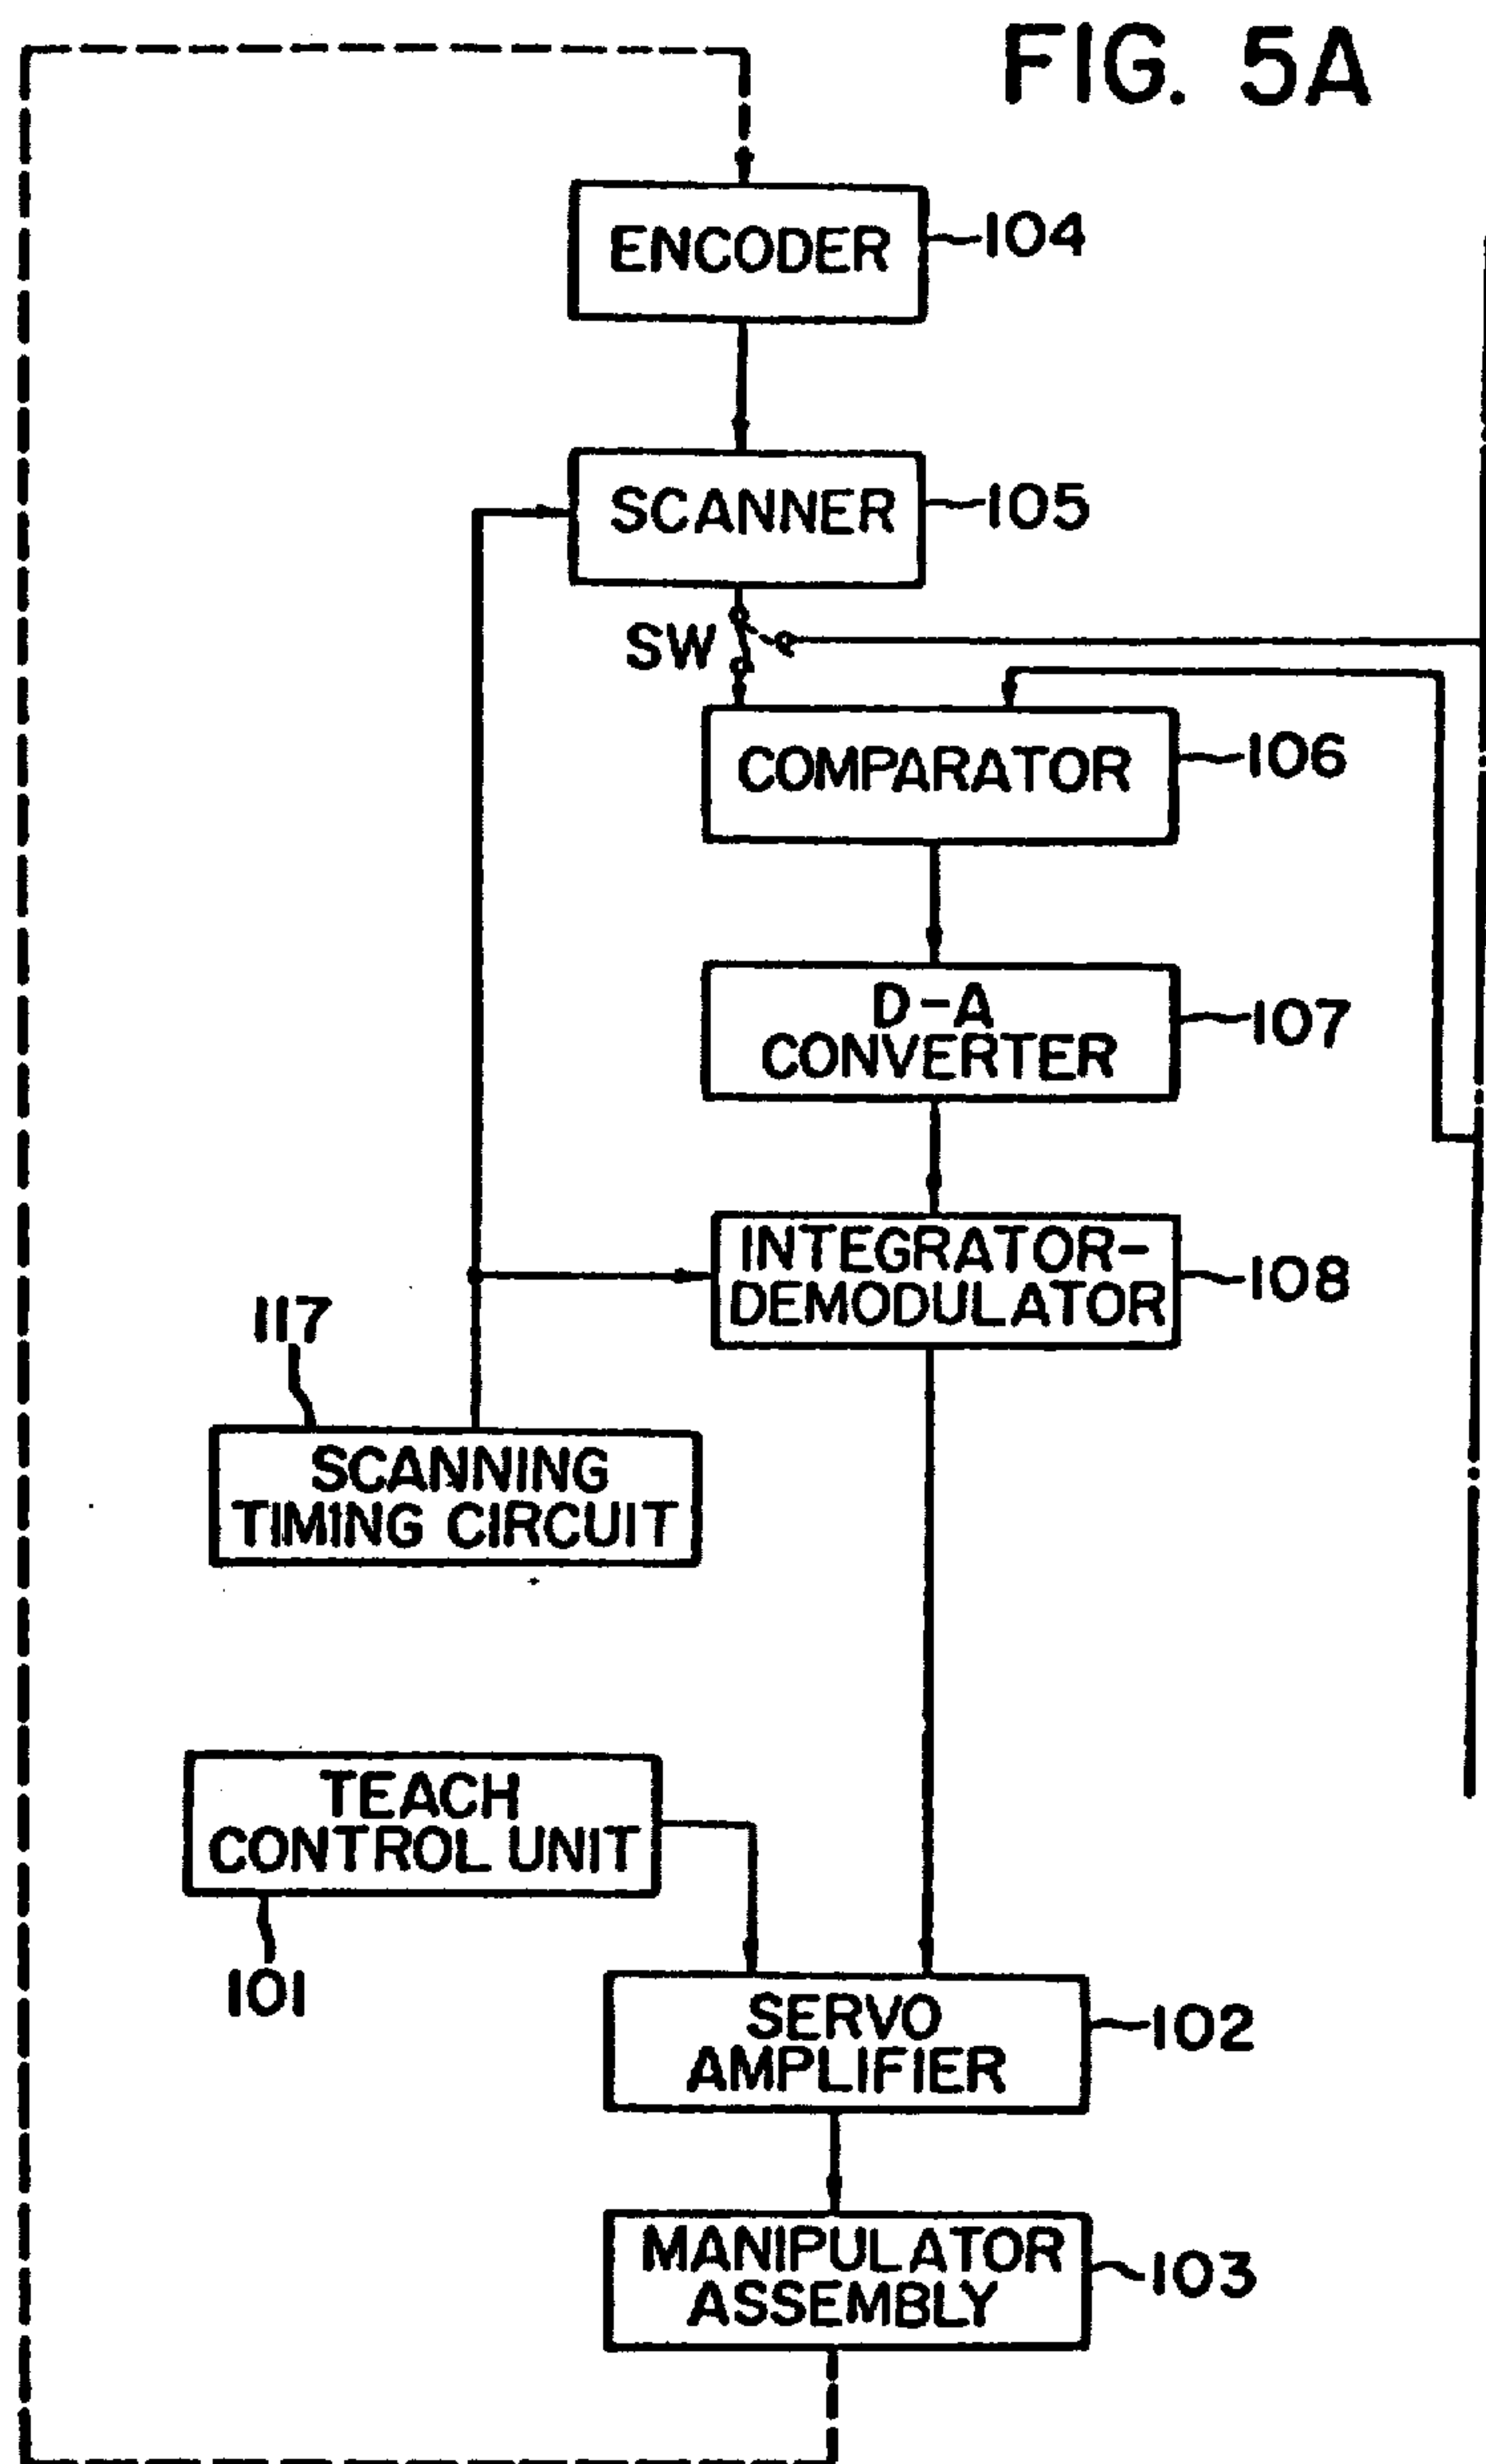 FIG. 5A
ENCODER
104
SCANNER
105
SW
COMPARATOR
106
D-A
CONVERTER
107
INTEGRATOR-
DEMODULATOR
108
117
SCANNING
TIMING CIRCUIT
TEACH
CONTROL UNIT
101
SERVO
AMPLIFIER
102
MANIPULATOR
ASSEMBLY
103